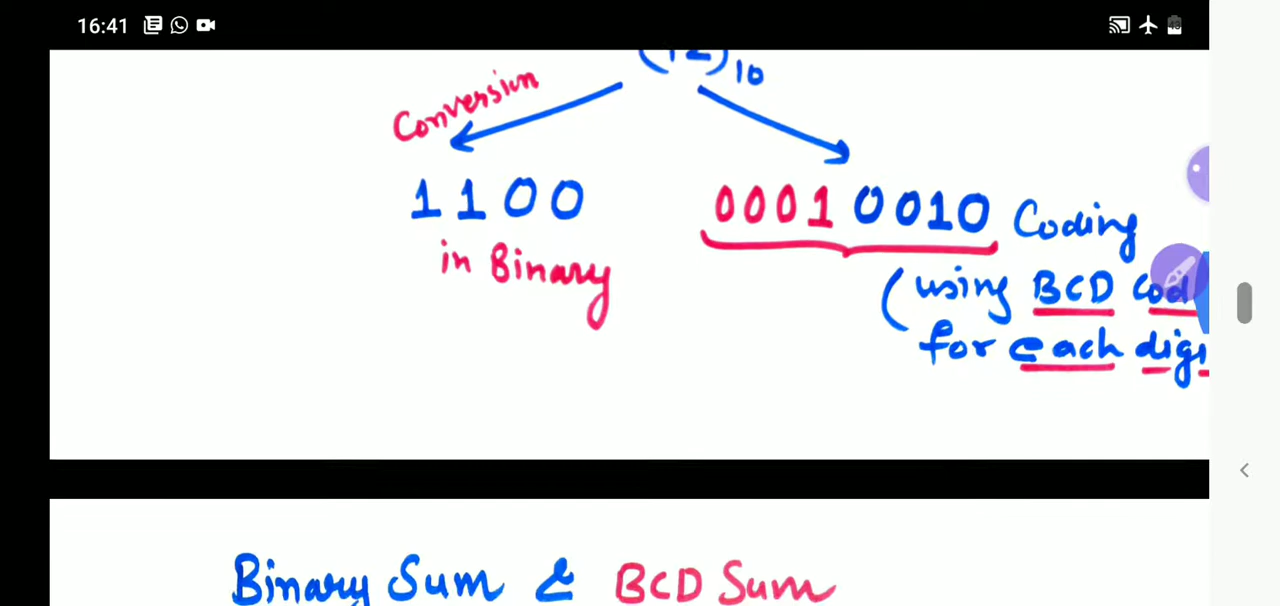 16:41
(12)10
Conversion
1100 00010010 Coding
in Binary (using BCD
for each
Binary Sum & BCD Sum